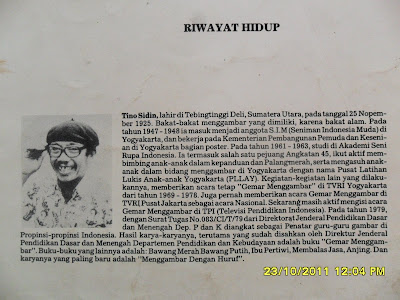 RIWAYAT HIDUP
Tino Sidin, lahir di Tebingtinggi Deli, Sumatera Utara, pada tanggal 25 Nopem-
ber 1925. Bakat-bakat menggambar yang dimiliki, karena bakat alam. Pada
tahun 1947 - 1948 ia masuk menjadi anggota S.I.M (Seniman Indonesia Muda) di
Yogyakarta, dan bekerja pada Kementerian Pembangunan Pemuda dan Keseni-
an di Yogyakarta bagian poster. Pada tahun 1961 - 1963, studi di Akademi Seni
Rupa Indonesia. Ia termasuk salah satu pejuang Angkatan 45, ikut aktif mem-
bimbing anak-anak dalam kepanduan dan Palangmerah, serta mengasuh anak-
anak dalam bidang menggambar di Yogyakarta dengan nama Pusat Latihan
Lukis Anak-anak Yogyakarta (PLLAY). Kegiatan-kegiatan lain yang dilaku-
kannya, memberikan acara tetap "Gemar Menggambar" di TVRI Yogyakarta
dari tahun 1969 - 1978. Juga pernah memberikan acara Gemar Menggambar di
TVRI Pusat Jakarta sebagai acara Nasional. Sekarang masih aktif mengisi acara
Gemar Menggambar di TPI (Televisi Pendidikan Indonesia). Pada tahun 1979,
dengan Surat Tugas No. 083/CI/T/79 dari Direktorat Jenderal Pendidikan Dasar
dan Menengah Dep. P dan K diangkat sebagai Penatar guru-guru gambar di
Propinsi-propinsi Indonesia. Hasil karya-karyanya, terutama yang sudah disahkan oleh Direktur Jenderal
Pendidikan Dasar dan Menengah Departemen Pendidikan dan Kebudayaan adalah buku "Gemar Menggam-
bar". Buku-buku yang lainnya adalah: Bawang Merah Bawang Putih, Ibu Pertiwi, Membalas Jasa, Anjing. Dan
karyanya yang paling baru adalah "Menggambar Dengan Huruf".
23/10/2011 12:04 PM